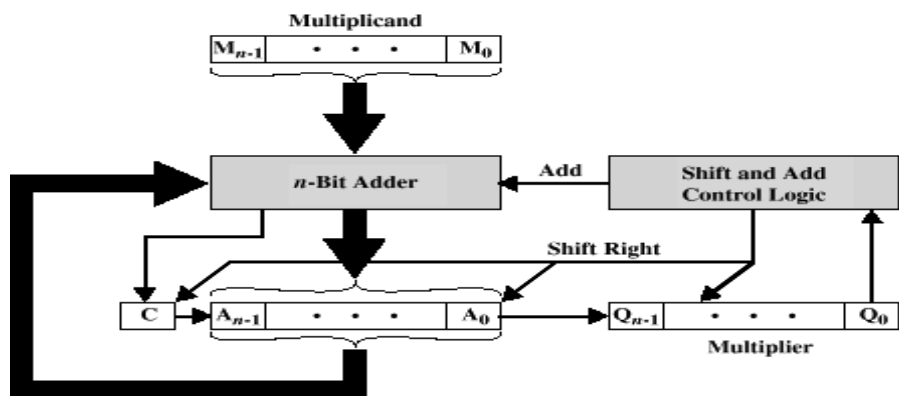 Multiplicand
Mn-1 • • • M0
n-Bit Adder
Add
Shift and Add
Control Logic
Shift Right
C
An-1 • • • A0
Qn-1 • • • Q0
Multiplier